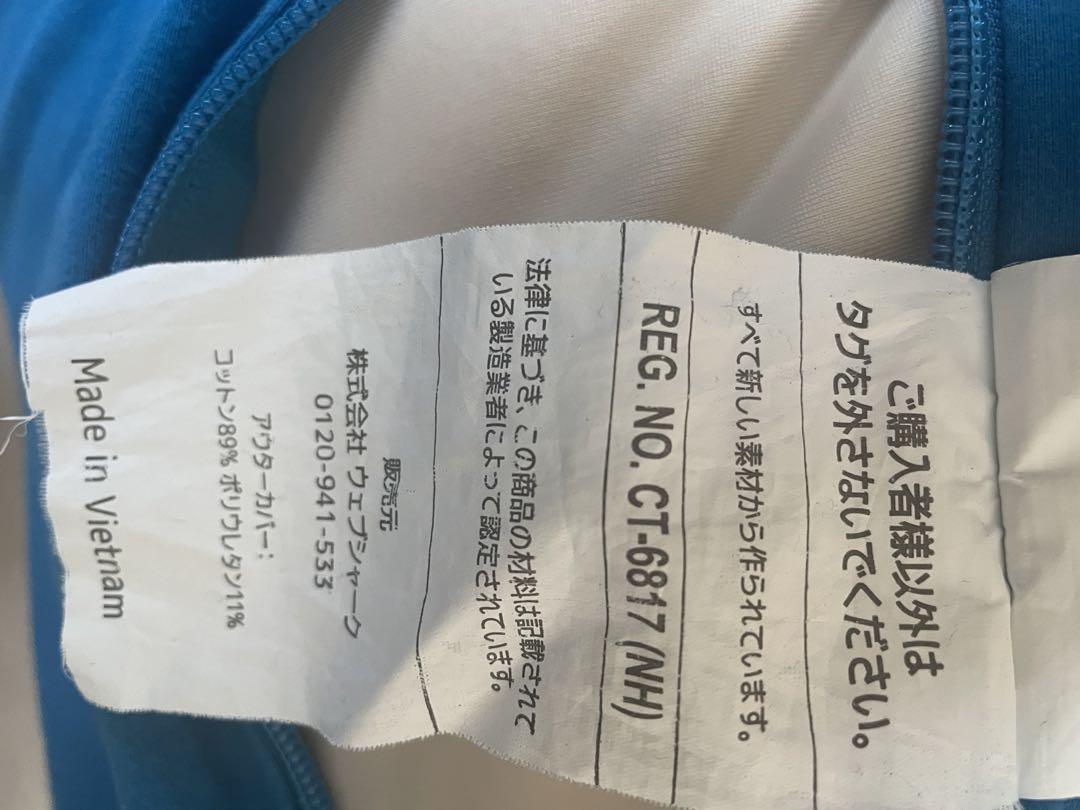 ご購入者様以外は
タグを外さないでください。
すべて新しい素材から作られています。
REG. NO. CT-6817 (NH)
法律に基づき、この商品の材料は記載されて
いる製造業者によって認定されています。
販売元
株式会社 ウェブシャーク
0120-941-533
アウターカバー:
コットン89% ポリウレタン11%
Made in Vietnam